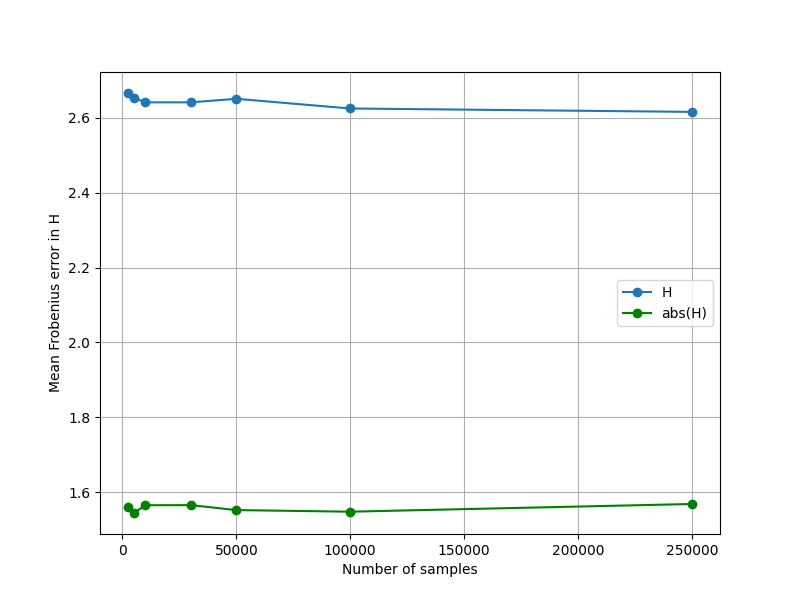 2.6
2.4
2.2
2.0
1.8
1.6
Mean Frobenius error in H
H
abs(H)
0 50000 100000 150000 200000 250000
Number of samples